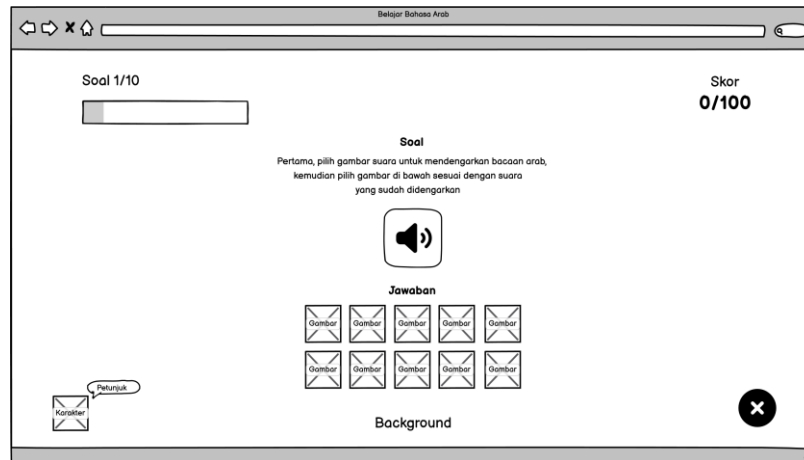 Belajar Bahasa Arab
Soal 1/10
Skor
0/100
Soal
Pertama, pilih gambar suara untuk mendengarkan bacaan arab,
kemudian pilih gambar di bawah sesuai dengan suara
yang sudah didengarkan
Jawaban
Gambar Gambar Gambar Gambar Gambar
Gambar Gambar Gambar Gambar Gambar
Petunjuk
Karakter
Background